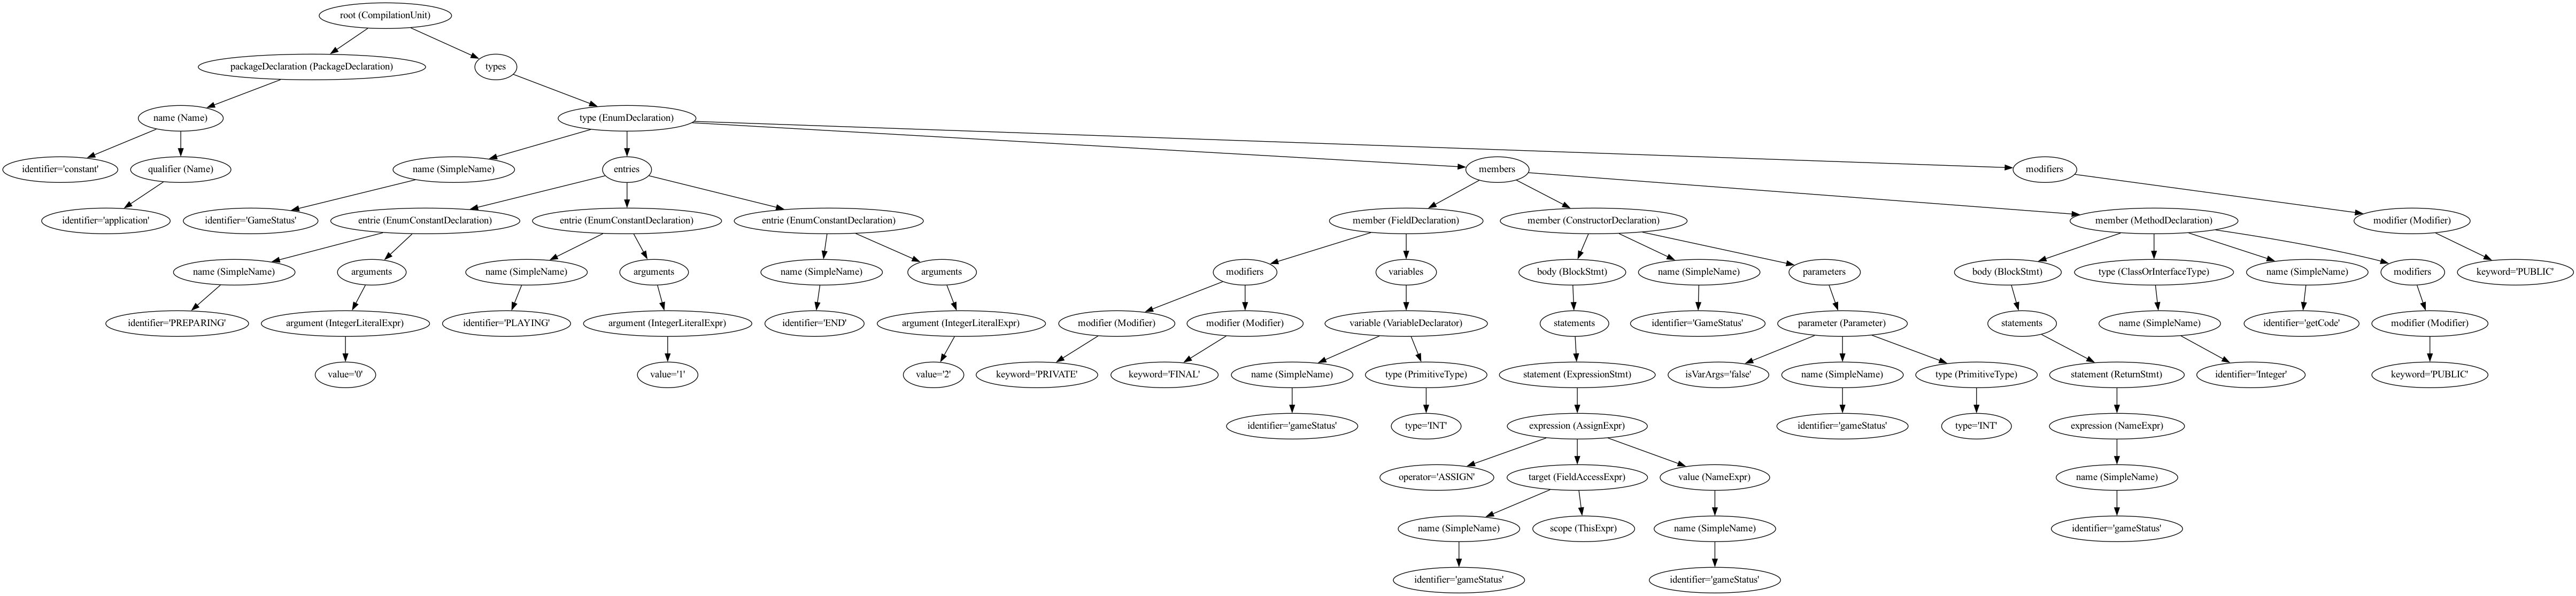 root (CompilationUnit)
packageDeclaration (PackageDeclaration)
types
name (Name)
type (EnumDeclaration)
identifier='constant'
qualifier (Name)
name (SimpleName)
entries
members
modifiers
identifier='application'
identifier='GameStatus'
entrie (EnumConstantDeclaration)
entrie (EnumConstantDeclaration)
entrie (EnumConstantDeclaration)
member (FieldDeclaration)
member (ConstructorDeclaration)
member (MethodDeclaration)
modifier (Modifier)
name (SimpleName)
arguments
name (SimpleName)
arguments
name (SimpleName)
arguments
modifiers
variables
body (BlockStmt)
name (SimpleName)
parameters
body (BlockStmt)
type (ClassOrInterfaceType)
name (SimpleName)
modifiers
keyword='PUBLIC'
identifier='PREPARING'
argument (IntegerLiteralExpr)
identifier='PLAYING'
argument (IntegerLiteralExpr)
identifier='END'
argument (IntegerLiteralExpr)
modifier (Modifier)
modifier (Modifier)
variable (VariableDeclarator)
statements
identifier='GameStatus'
parameter (Parameter)
statements
name (SimpleName)
identifier='getCode'
modifier (Modifier)
value='0'
value='1'
value='2'
keyword='PRIVATE'
keyword='FINAL'
name (SimpleName)
type (PrimitiveType)
statement (ExpressionStmt)
isVarArgs='false'
name (SimpleName)
type (PrimitiveType)
statement (ReturnStmt)
identifier='Integer'
keyword='PUBLIC'
identifier='gameStatus'
type='INT'
expression (AssignExpr)
identifier='gameStatus'
type='INT'
expression (NameExpr)
operator='ASSIGN'
target (FieldAccessExpr)
value (NameExpr)
name (SimpleName)
name (SimpleName)
scope (ThisExpr)
name (SimpleName)
identifier='gameStatus'
identifier='gameStatus'
identifier='gameStatus'